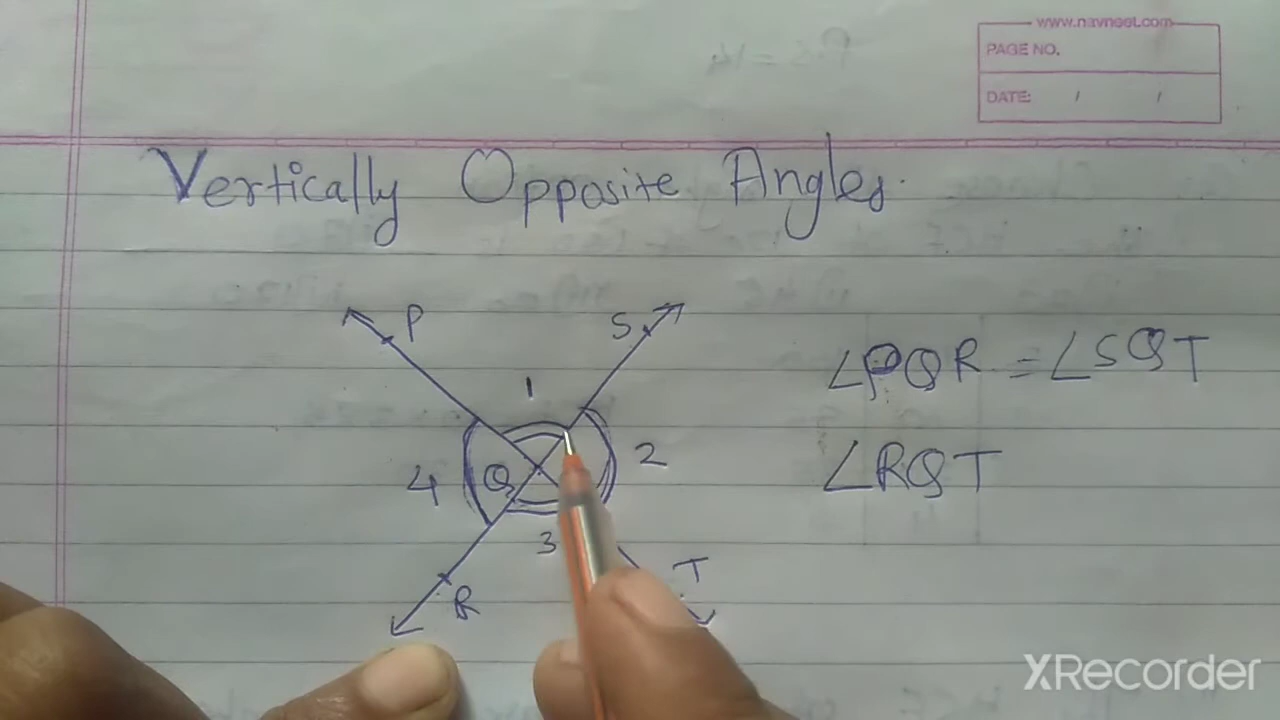 www.navneet.com
PAGE NO.
DATE: / /
Vertically Opposite Angles.
P
S
1
∠PQR = ∠SQT
4
Q
2
∠RQT
3
R
T
XRecorder